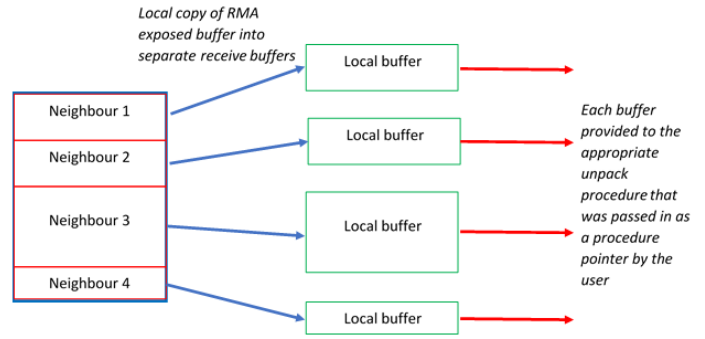 Local copy of RMA
exposed buffer into
separate receive buffers
Neighbour 1
Neighbour 2
Neighbour 3
Neighbour 4
Local buffer
Local buffer
Local buffer
Local buffer
Each buffer
provided to the
appropriate
unpack
procedure that
was passed in as
a procedure
pointer by the
user